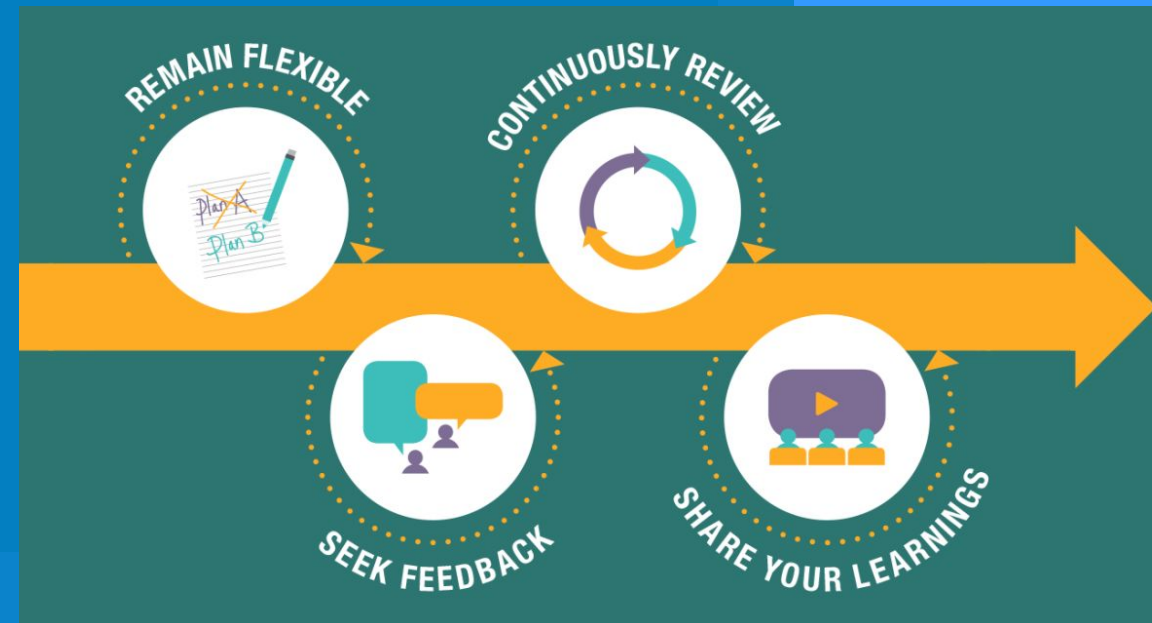 REMAIN FLEXIBLE
Plan A
Plan B
SEEK FEEDBACK
CONTINUOUSLY REVIEW
SHARE YOUR LEARNINGS